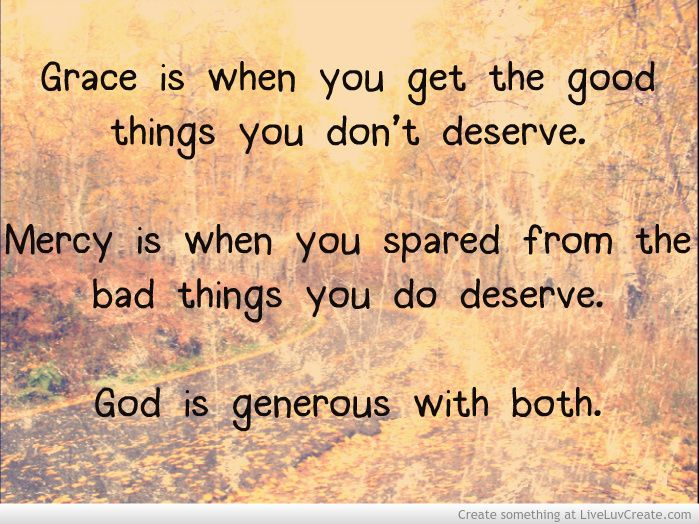 Grace is when you get the good
things you don't deserve.
Mercy is when you spared from the
bad things you do deserve.
God is generous with both.
Create something at LiveLuvCreate.com